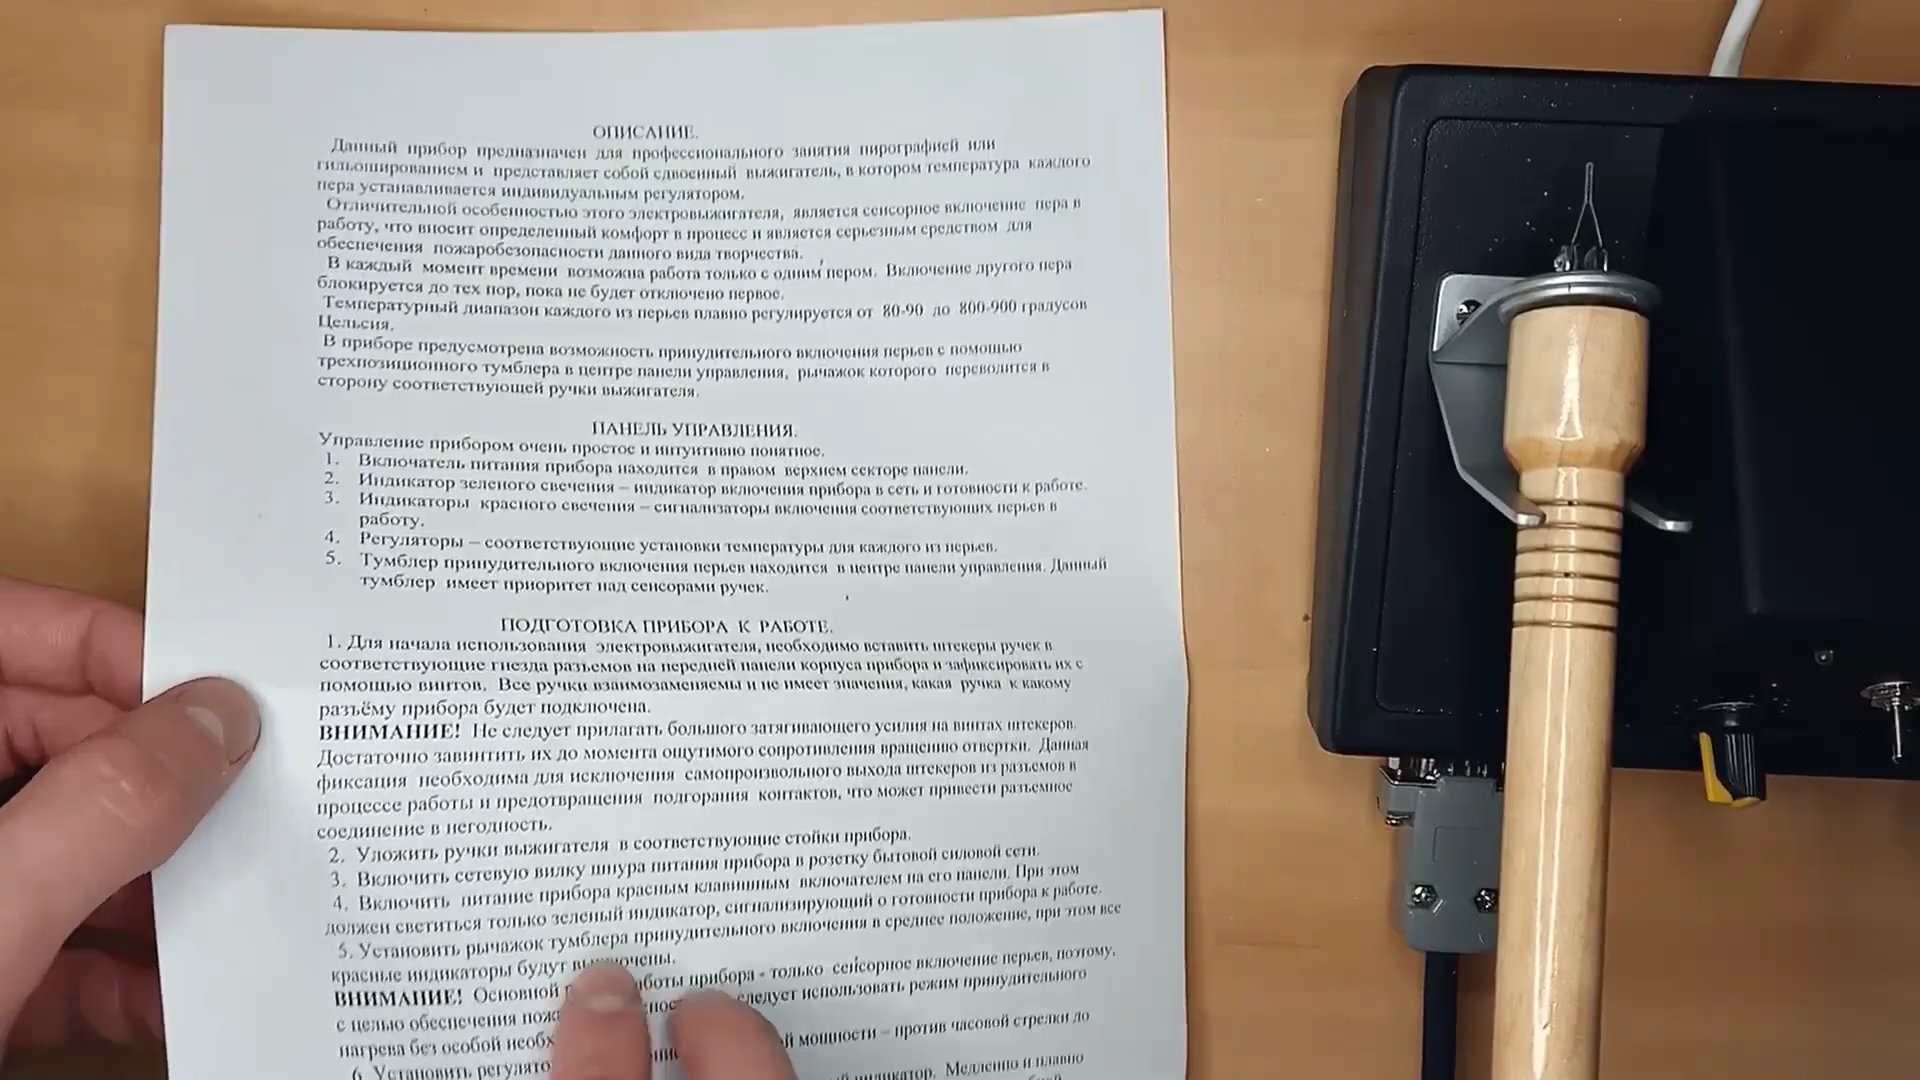 ОПИСАНИЕ.
Данный прибор предназначен для профессионального занятия пирографией или
гильошированием и представляет собой сдвоенный выжигатель, в котором температура каждого
пера устанавливается индивидуальным регулятором.
Отличительной особенностью этого электровыжигателя, является сенсорное включение пера в
работу, что вносит определенный комфорт в процесс и является серьезным средством для
обеспечения пожаробезопасности данного вида творчества.
В каждый момент времени возможна работа только с одним пером. Включение другого пера
блокируется до тех пор, пока не будет отключено первое.
Температурный диапазон каждого из перьев плавно регулируется от 80-90 до 800-900 градусов
Цельсия.
В приборе предусмотрена возможность принудительного включения перьев с помощью
трехпозиционного тумблера в центре панели управления, рычажок которого переводится в
сторону соответствующей ручки выжигателя.
ПАНЕЛЬ УПРАВЛЕНИЯ.
Управление прибором очень простое и интуитивно понятное.
1. Включатель питания прибора находится в правом верхнем секторе панели.
2. Индикатор зеленого свечения – индикатор включения прибора в сеть и готовности к работе.
3. Индикаторы красного свечения – сигнализаторы включения соответствующих перьев в
работу.
4. Регуляторы – соответствующие установки температуры для каждого из перьев.
5. Тумблер принудительного включения перьев находится в центре панели управления. Данный
тумблер имеет приоритет над сенсорами ручек.
ПОДГОТОВКА ПРИБОРА К РАБОТЕ.
1. Для начала использования электровыжигателя, необходимо вставить штекеры ручек в
соответствующие гнезда разъемов на передней панели корпуса прибора и зафиксировать их с
помощью винтов. Все ручки взаимозаменяемы и не имеет значения, какая ручка к какому
разъёму прибора будет подключена.
ВНИМАНИЕ! Не следует прилагать большого затягивающего усилия на винтах штекеров.
Достаточно завинтить их до момента ощутимого сопротивления вращению отвертки. Данная
фиксация необходима для исключения самопроизвольного выхода штекеров из разъемов в
процессе работы и предотвращения подгорания контактов, что может привести разъемное
соединение в негодность.
2. Уложить ручки выжигателя в соответствующие стойки прибора.
3. Включить сетевую вилку шнура питания прибора в розетку бытовой силовой сети.
4. Включить питание прибора красным клавишным включателем на его панели. При этом
должен светиться только зеленый индикатор, сигнализирующий о готовности прибора к работе.
5. Установить рычажок тумблера принудительного включения в среднее положение, при этом все
красные индикаторы будут выключены.
ВНИМАНИЕ! Основной работы прибора - только сенсорное включение перьев, поэтому,
с целью обеспечения следует использовать режим принудительного
нагрева без особой мощности – против часовой стрелки до
6. Установить индикатор. Медленно и плавно